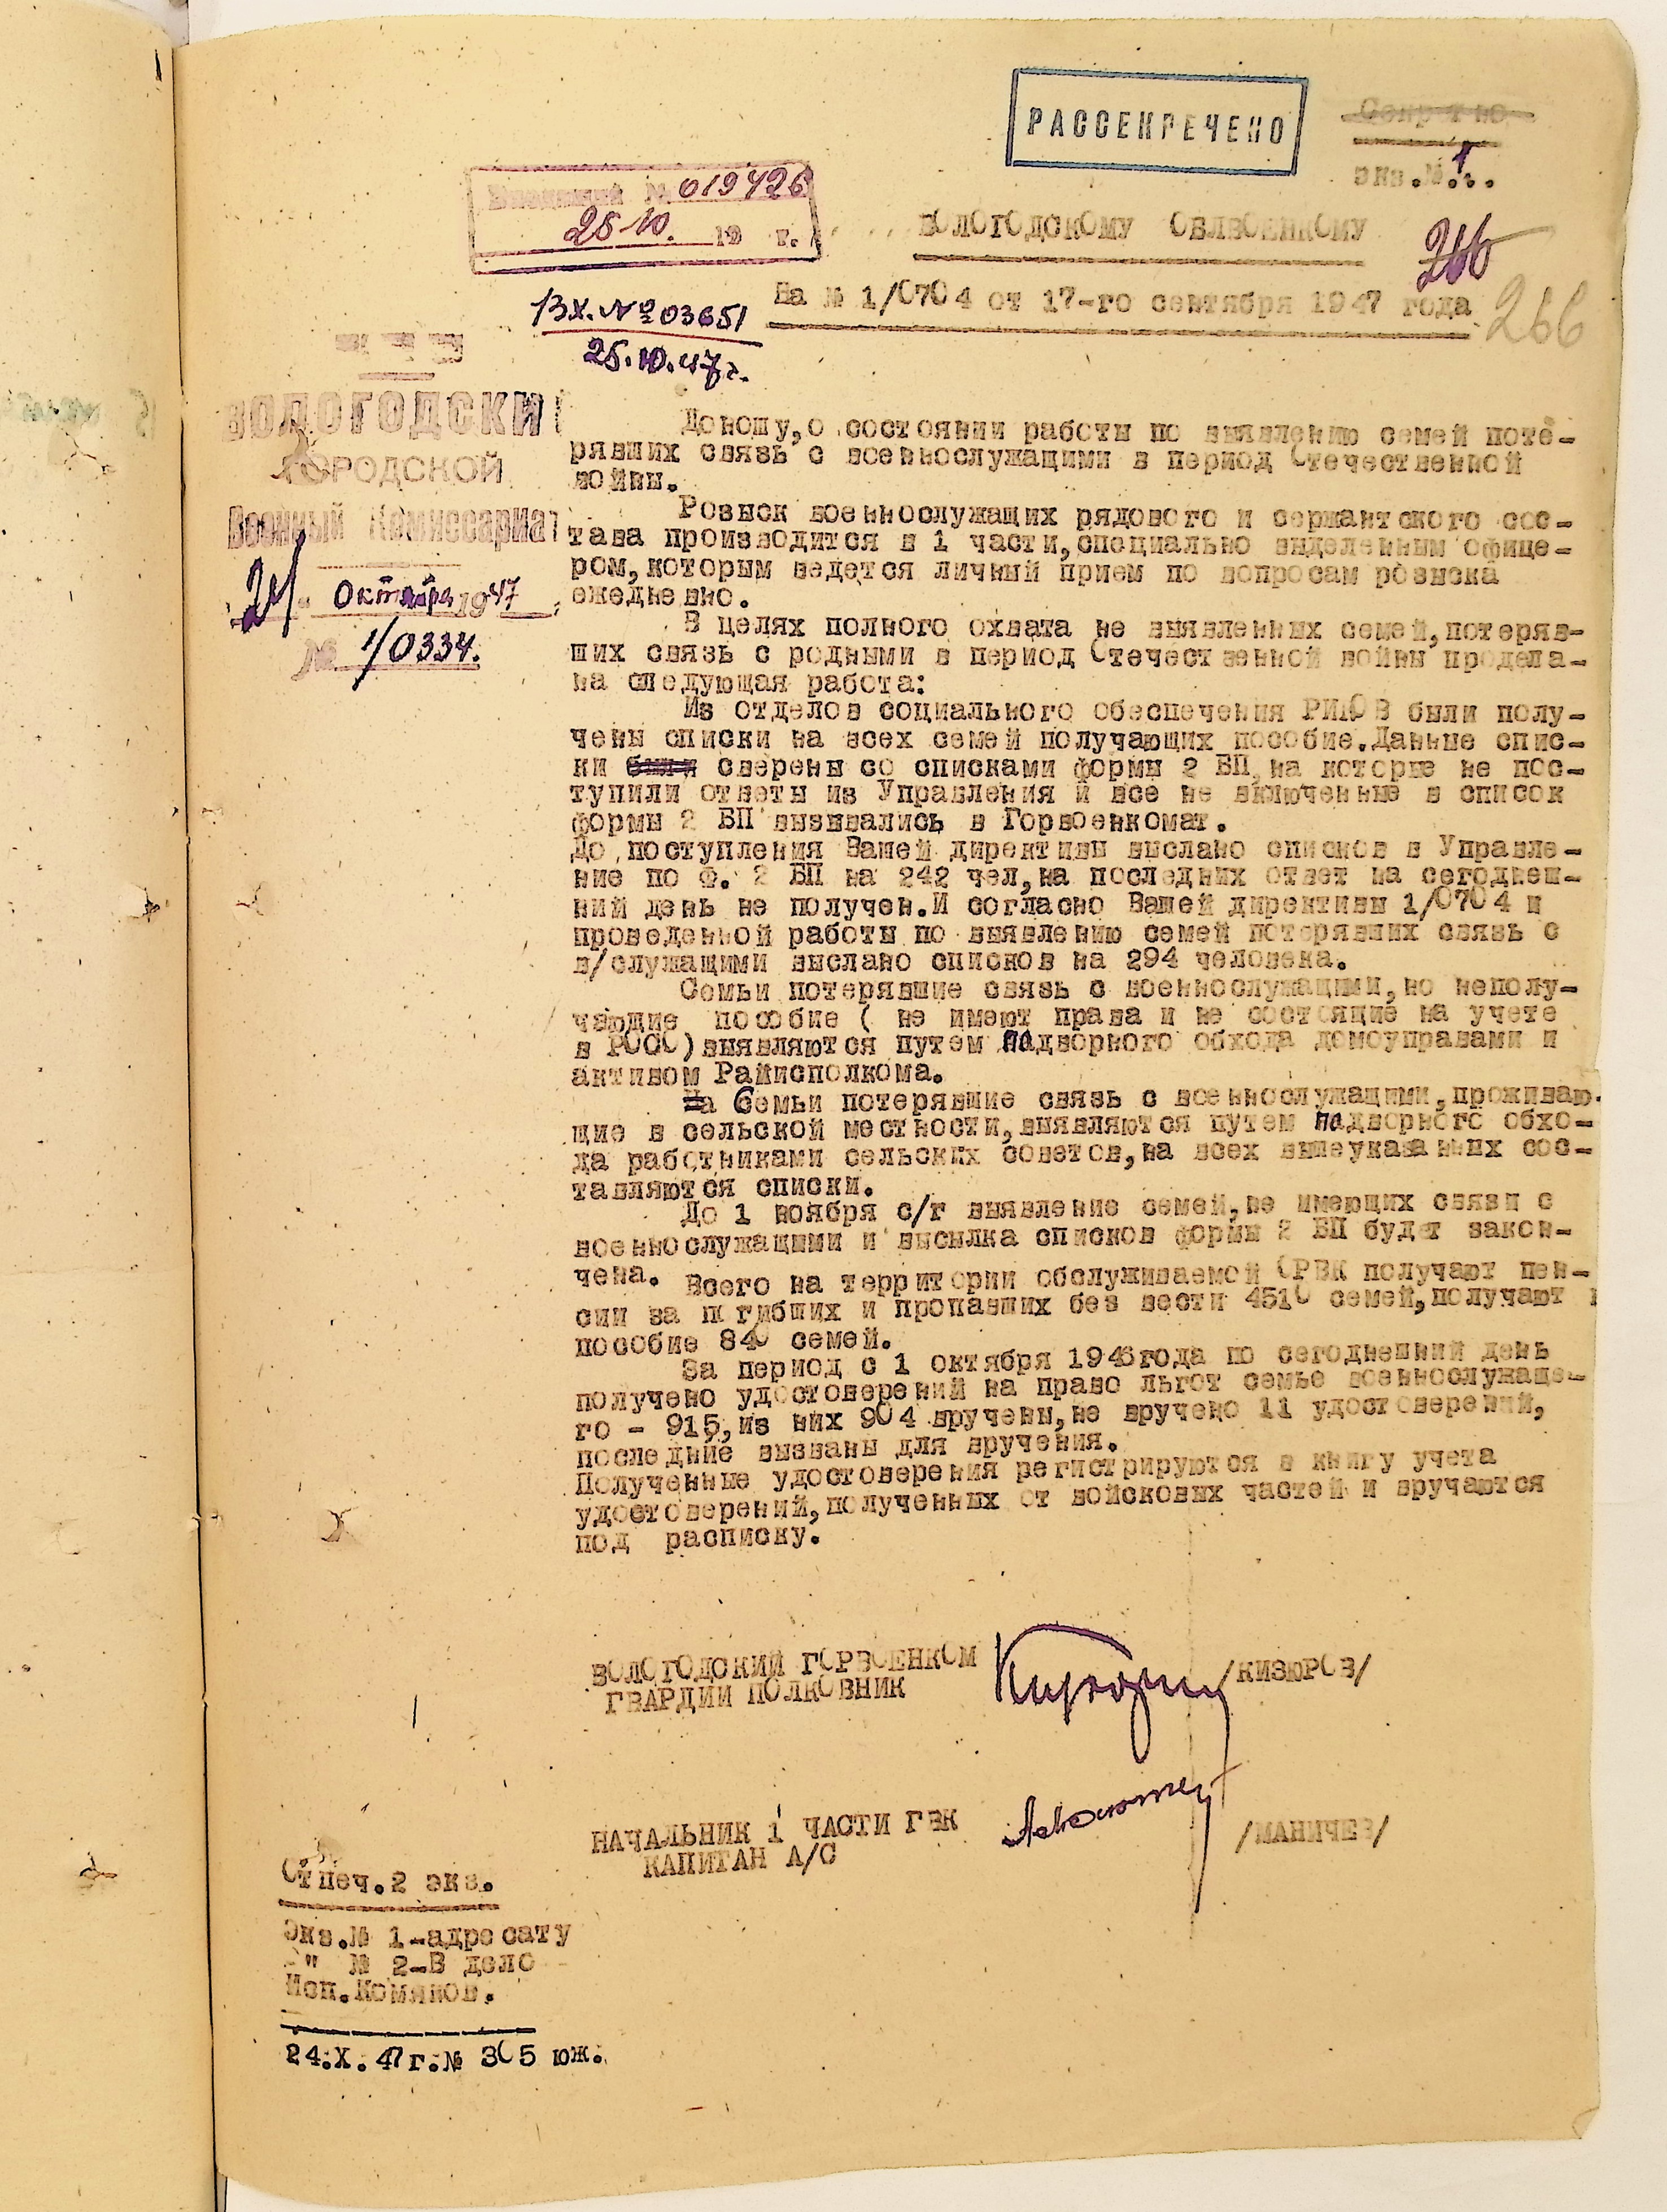 РАССЕКРЕЧЕНО
Секретно
экз.№ 1.
Входящий № 019426
25 10. 19 г.
ВОЛОГОДСКОМУ ОБЛВОЕНКОМУ
266
На № 1/0704 от 17-го сентября 1947 года
266
Вх. № 03651
25.10.47г.
ВОЛОГОДСКИЙ
ГОРОДСКОЙ
Военный Комиссариат
24 Октября 1947
№ 1/0334.
Доношу,о состоянии работы по выявлению семей поте-
рявших связь с военнослужащими в период Отечественной
войны.
Розыск военнослужащих рядового и сержантского сос-
тава производится в 1 части,специально выделенным офице-
ром,которым ведется личный прием по вопросам розыска
ежедневно.
В целях полного охвата не выявленных семей,потеряв-
ших связь с родными в период Отечественной войны продела-
на следующая работа:
Из отделов социального обеспечения РИКОВ были полу-
чены списки на всех семей получающих пособие.Данные спис-
ки были сверены со списками формы 2 БП,на которые не пос-
тупили ответы из Управления и все не включенные в список
формы 2 БП вызывались в Горвоенкомат.
До поступления Вашей директивы выслано списков в Управле-
ние по ф. 2 БП на 242 чел,на последних ответ на сегоднеш-
ний день не получен.И согласно Вашей директивы 1/0704 и
проведенной работы по выявлению семей потерявших связь с
в/служащими выслано списков на 294 человека.
Семьи потерявшие связь с военнослужащими,но неполу-
чающие пособие ( не имеют права и не состоящие на учете
в РОСО)выявляются путем подворного обхода домоуправами и
активом Райисполкома.
На Семьи потерявшие связь с военнослужащими,проживаю-
щие в сельской местности,выявляются путем подворного обхо-
да работниками сельских советов,на всех вышеуказанных сос-
тавляются списки.
До 1 ноября с/г выявление семей,не имеющих связи с
военнослужащими и высылка списков формы 2 БП будет закон-
чена.
Всего на территории обслуживаемой ОРВК получают пен-
сии за погибших и пропавших без вести 4510 семей,получают
пособие 840 семей.
За период с 1 октября 1946года по сегоднешний день
получено удостоверений на право льгот семье военнослужаще-
го - 915,из них 904 вручены,не вручено 11 удостоверений,
последние вызваны для вручения.
Полученные удостоверения регистрируются в книгу учета
удостоверений,полученных от войсковых частей и вручаются
под расписку.
ВОЛОГОДСКИЙ ГОРВОЕНКОМ
ГВАРДИИ ПОЛКОВНИК
/КИЗЮРОВ/
НАЧАЛЬНИК 1 ЧАСТИ ГВК
КАПИТАН А/С
/МАНИЧЕВ/
Отпеч.2 экз.
Экз.№ 1-адресату
-" № 2-В дело
Исп.Комяков.
24.X.47г.№ 305 юж.